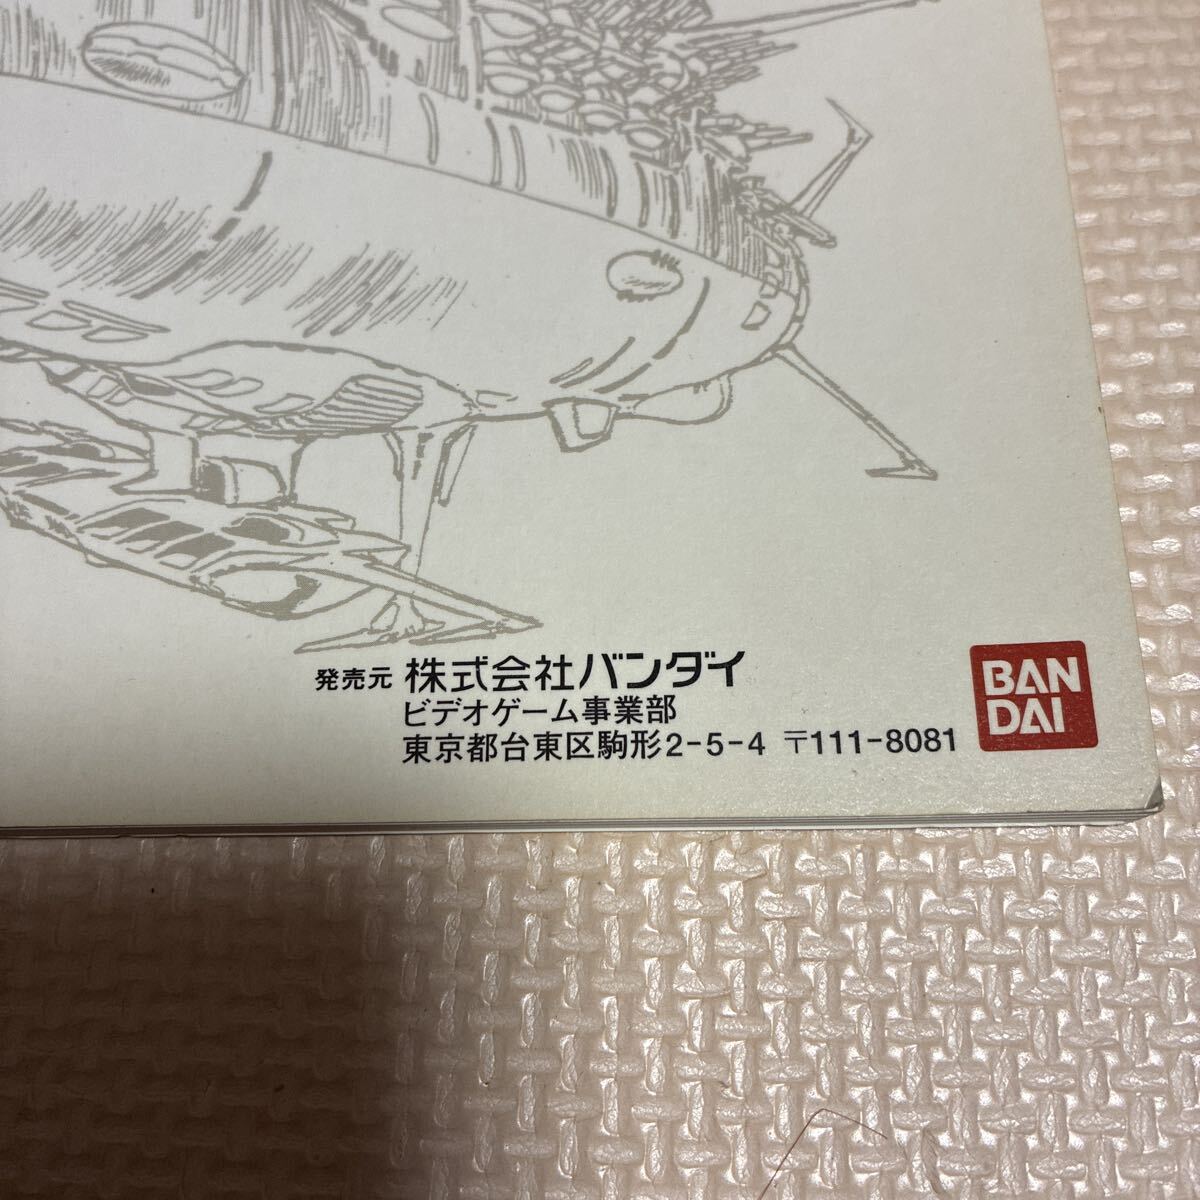 発売元 株式会社バンダイ
ビデオゲーム事業部
東京都台東区駒形2-5-4 〒111-8081
BAN
DAI